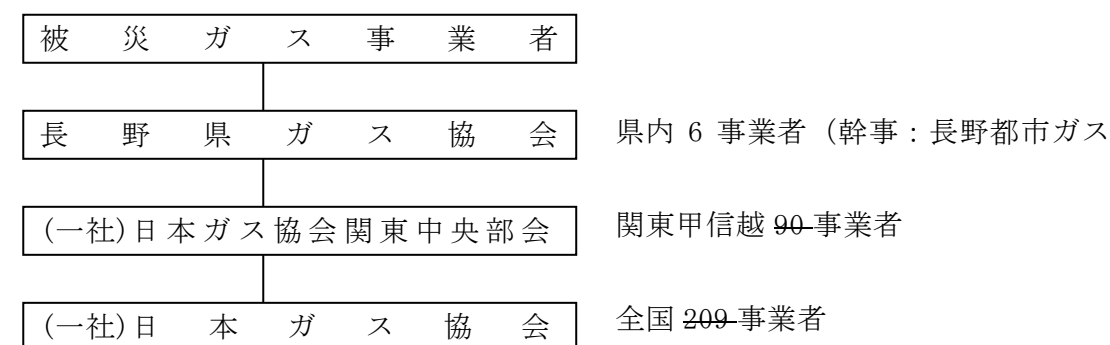 被災ガス事業者
長野県ガス協会 県内 6 事業者（幹事：長野都市ガス
(一社)日本ガス協会関東中央部会 関東甲信越 90 事業者
(一社)日本ガス協会 全国 209 事業者